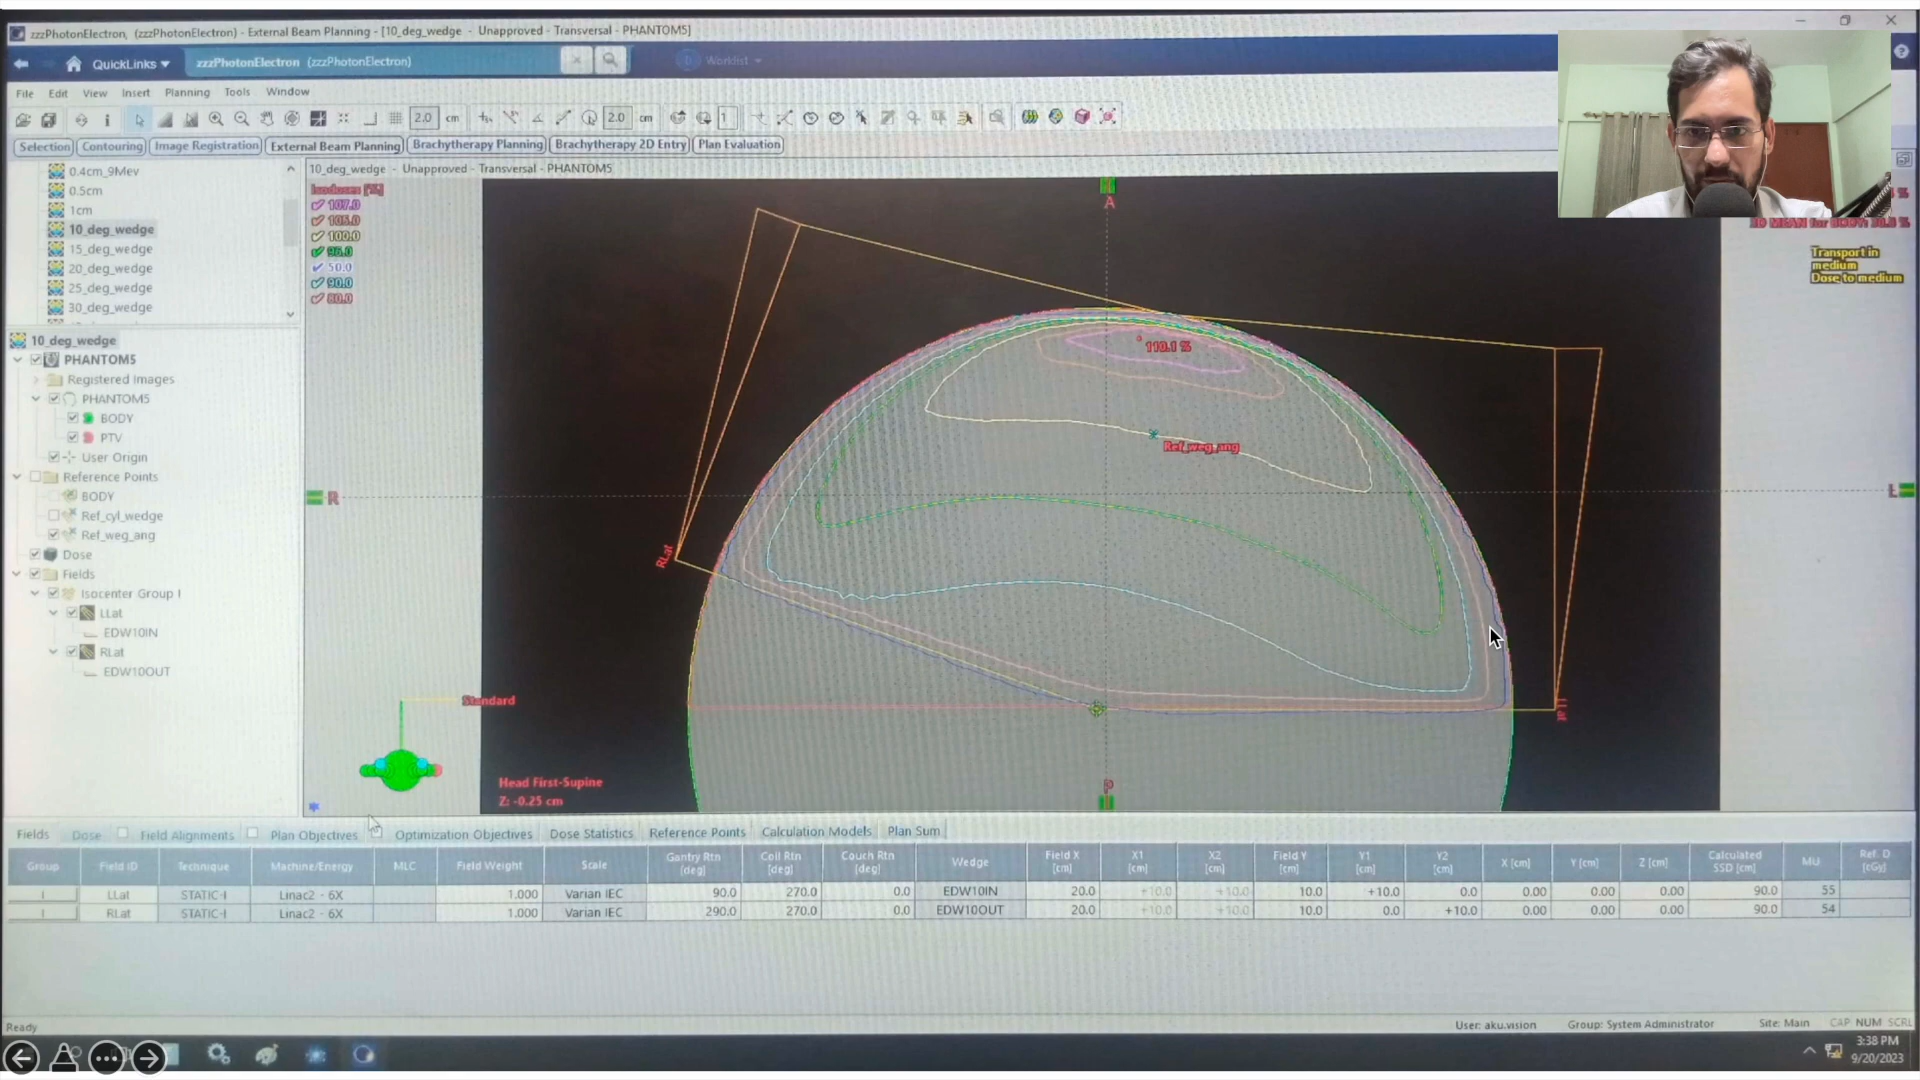 zzzPhotonElectron, (zzzPhotonElectron) - External Beam Planning - [10_deg_wedge - Unapproved - Transversal - PHANTOM5]
QuickLinks zzzPhotonElectron (zzzPhotonElectron) Worklist
File Edit View Insert Planning Tools Window
2.0 cm 2.0 cm 1
Selection Contouring Image Registration External Beam Planning Brachytherapy Planning Brachytherapy 2D Entry Plan Evaluation
0.4cm_9Mev
0.5cm
1cm
10_deg_wedge
15_deg_wedge
20_deg_wedge
25_deg_wedge
30_deg_wedge
10_deg_wedge
PHANTOM5
Registered Images
PHANTOM5
BODY
PTV
User Origin
Reference Points
BODY
Ref_cyl_wedge
Ref_weg_ang
Dose
Fields
Isocenter Group I
LLat
EDW10IN
RLat
EDW10OUT
10_deg_wedge - Unapproved - Transversal - PHANTOM5
Isodoses [%]
107.0
105.0
100.0
95.0
50.0
90.0
80.0
H
A
3D MEAN for BODY:
Transport in
medium
Dose to medium
110.1 %
Ref_weg_ang
R
L
RLat
LLat
Standard
Head First-Supine
Z: -0.25 cm
P
Fields Dose Field Alignments Plan Objectives Optimization Objectives Dose Statistics Reference Points Calculation Models Plan Sum
Group Field ID Technique Machine/Energy MLC Field Weight Scale Gantry Rtn [deg] Coll Rtn [deg] Couch Rtn [deg] Wedge Field X [cm] X1 [cm] X2 [cm] Field Y [cm] Y1 [cm] Y2 [cm] X [cm] Y [cm] Z [cm] Calculated SSD [cm] MU Ref. D [cGy]
I LLat STATIC-I Linac2 - 6X 1.000 Varian IEC 90.0 270.0 0.0 EDW10IN 20.0 +10.0 +10.0 10.0 +10.0 0.0 0.00 0.00 0.00 90.0 55
I RLat STATIC-I Linac2 - 6X 1.000 Varian IEC 290.0 270.0 0.0 EDW10OUT 20.0 +10.0 +10.0 10.0 0.0 +10.0 0.00 0.00 0.00 90.0 54
Ready User: aku.vision Group: System Administrator Site: Main CAP NUM SCRL
3:38 PM
9/20/2023